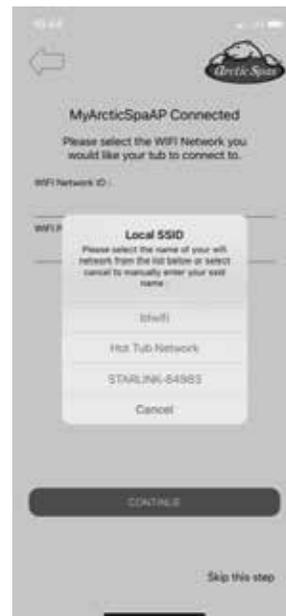 Arctic Spas
MyArcticSpaAP Connected
Please select the WIFI Network you
would like your tub to connect to.
WIFI Network ID :
WIFI P
Local SSID
Please select the name of your wifi
network from the list below or select
cancel to manually enter your ssid
name
Hot Tub Network
STARLINK-84983
Cancel
CONTINUE
Skip this step